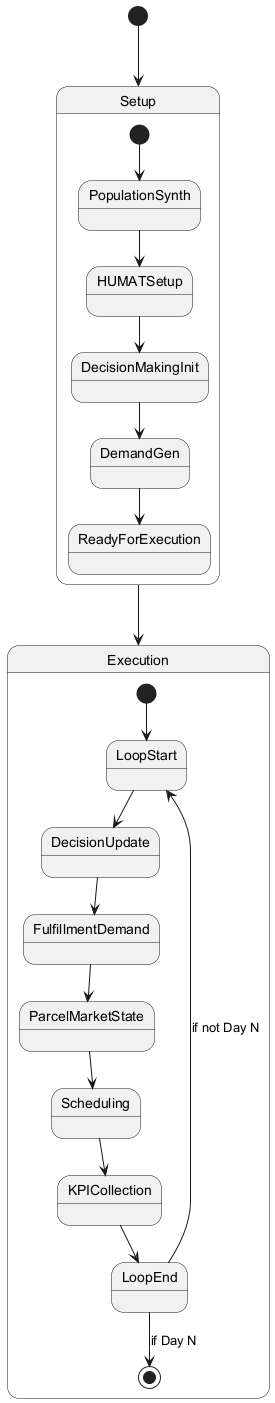 Setup
PopulationSynth
HUMATSetup
DecisionMakingInit
DemandGen
ReadyForExecution
Execution
LoopStart
DecisionUpdate
FulfillmentDemand
ParcelMarketState
if not Day N
Scheduling
KPICollection
LoopEnd
if Day N